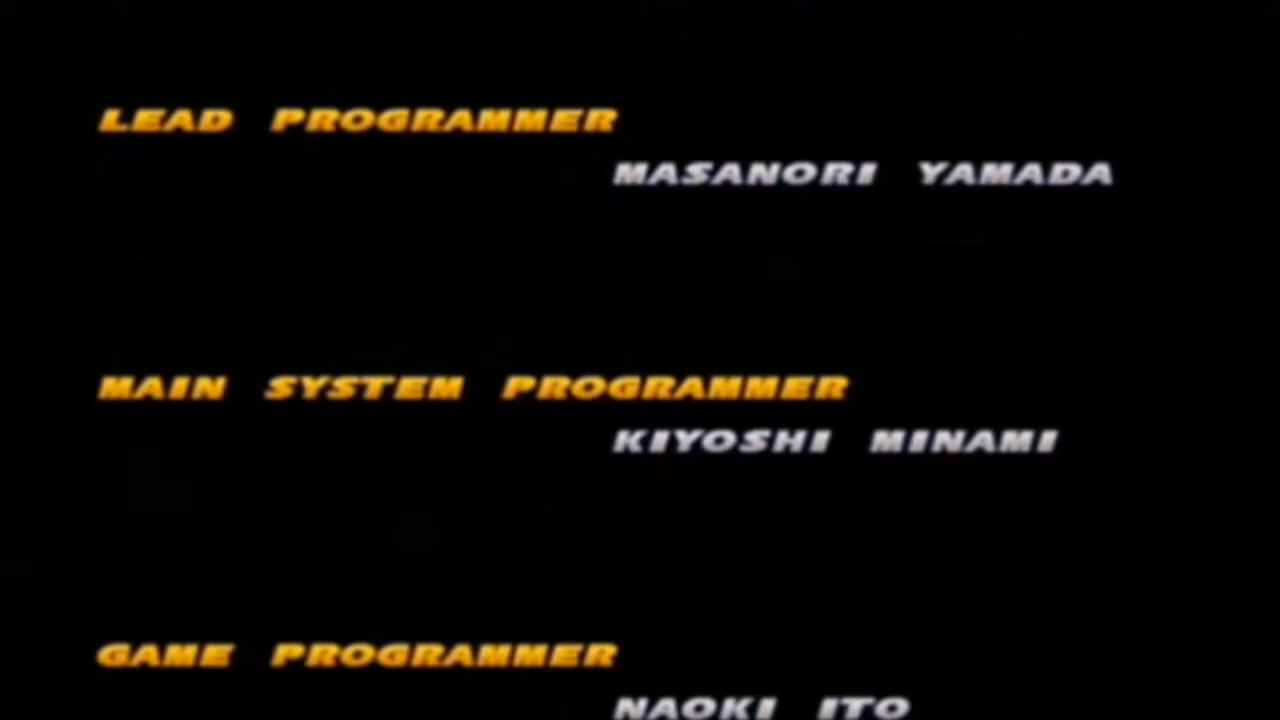 LEAD PROGRAMMER
MASANORI YAMADA
MAIN SYSTEM PROGRAMMER
KIYOSHI MINAMI
GAME PROGRAMMER
NAOKI ITO